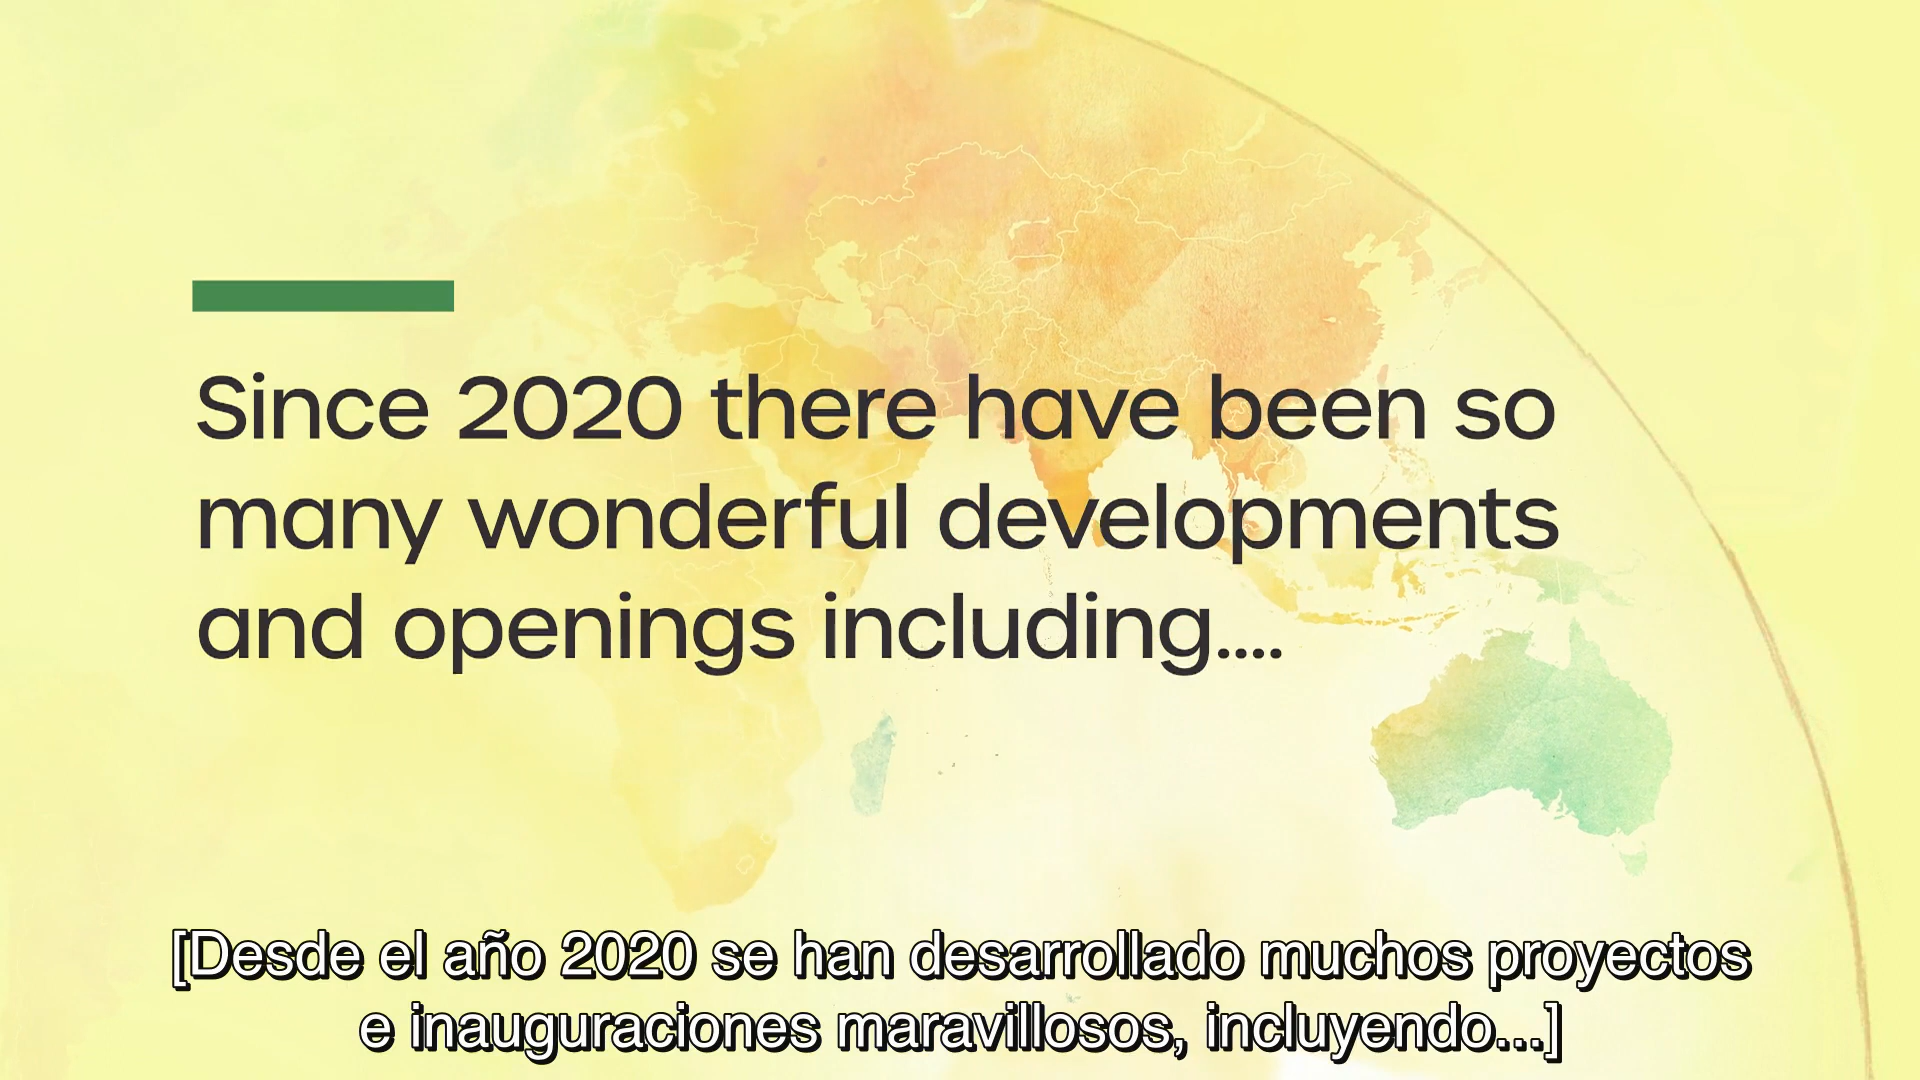 Since 2020 there have been so
many wonderful developments
and openings including....
[Desde el año 2020 se han desarrollado muchos proyectos
e inauguraciones maravillosos, incluyendo...]